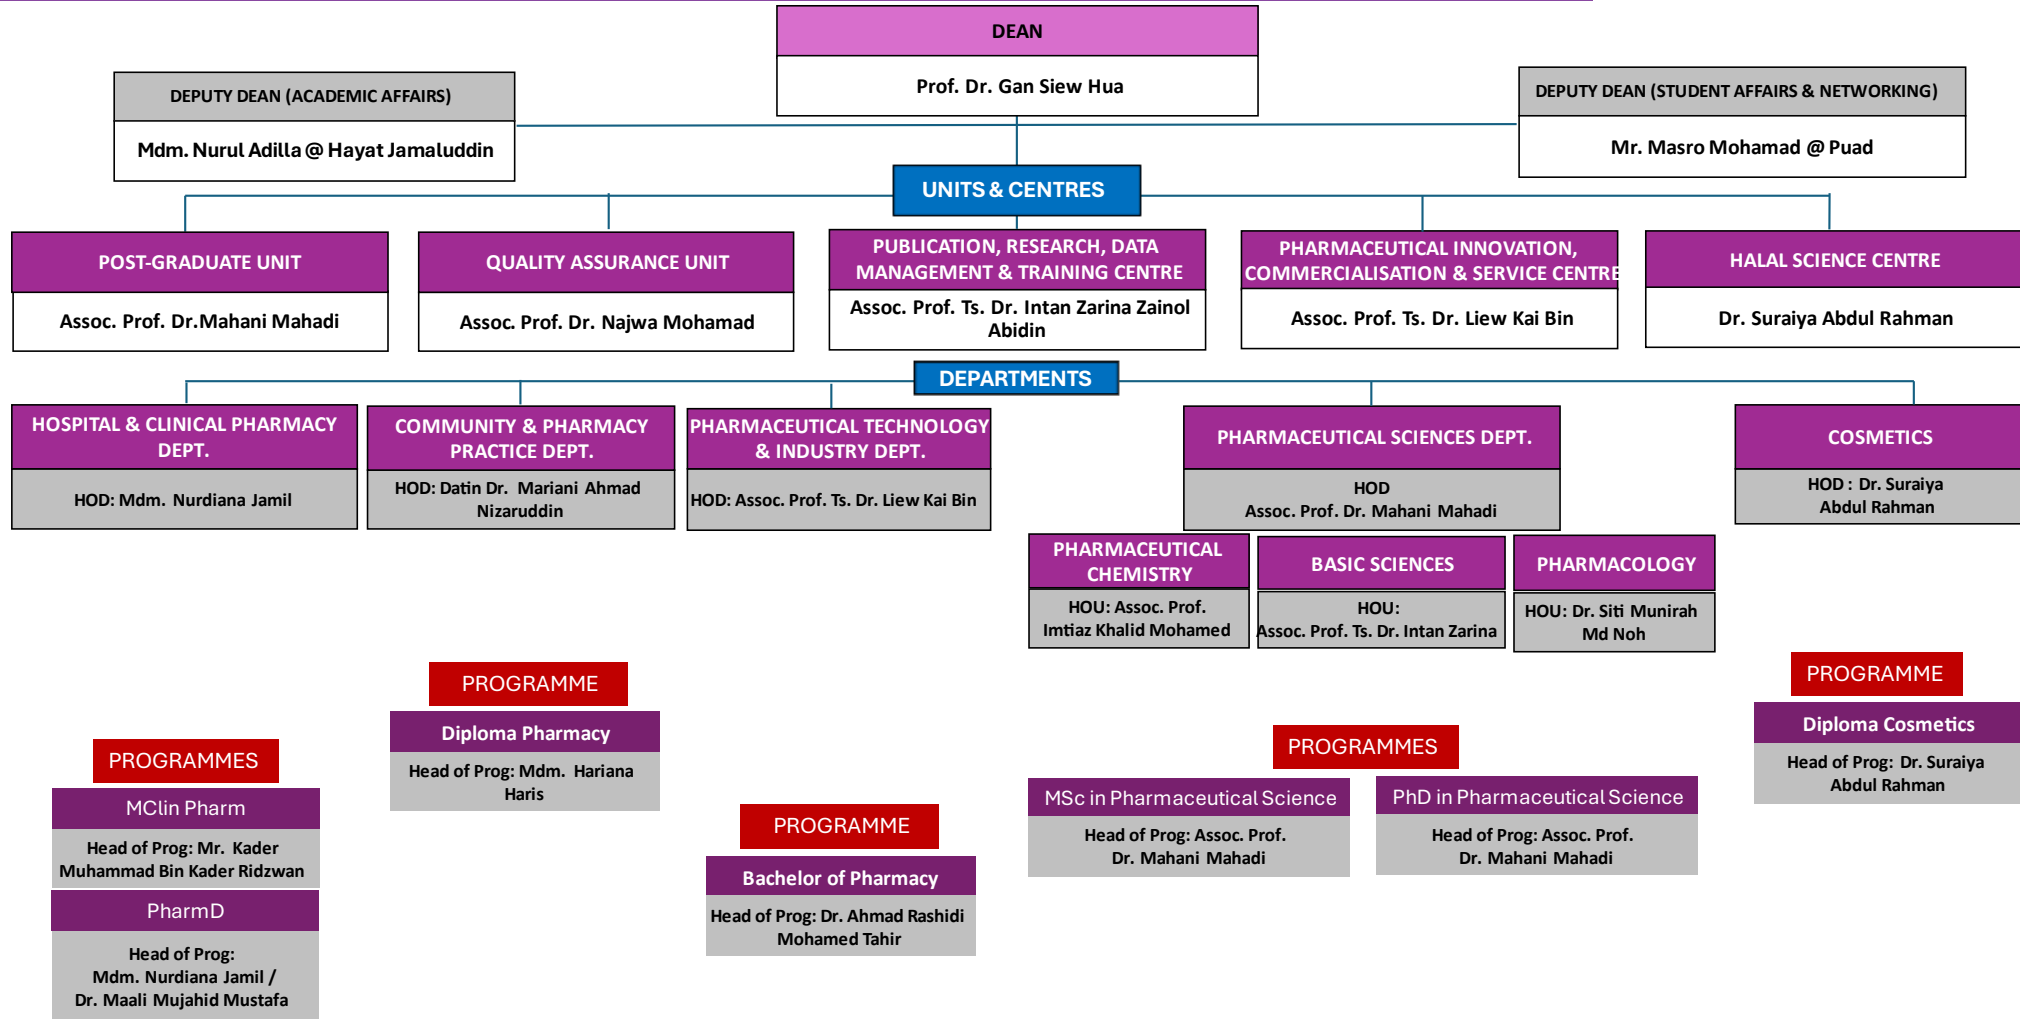 DEAN
Prof. Dr. Gan Siew Hua
DEPUTY DEAN (ACADEMIC AFFAIRS)
Mdm. Nurul Adilla @ Hayat Jamaluddin
DEPUTY DEAN (STUDENT AFFAIRS & NETWORKING)
Mr. Masro Mohamad @ Puad
UNITS & CENTRES
POST-GRADUATE UNIT
Assoc. Prof. Dr.Mahani Mahadi
QUALITY ASSURANCE UNIT
Assoc. Prof. Dr. Najwa Mohamad
PUBLICATION, RESEARCH, DATA
MANAGEMENT & TRAINING CENTRE
Assoc. Prof. Ts. Dr. Intan Zarina Zainol
Abidin
PHARMACEUTICAL INNOVATION,
COMMERCIALISATION & SERVICE CENTRE
Assoc. Prof. Ts. Dr. Liew Kai Bin
HALAL SCIENCE CENTRE
Dr. Suraiya Abdul Rahman
DEPARTMENTS
HOSPITAL & CLINICAL PHARMACY
DEPT.
HOD: Mdm. Nurdiana Jamil
COMMUNITY & PHARMACY
PRACTICE DEPT.
HOD: Datin Dr. Mariani Ahmad
Nizaruddin
PHARMACEUTICAL TECHNOLOGY
& INDUSTRY DEPT.
HOD: Assoc. Prof. Ts. Dr. Liew Kai Bin
PHARMACEUTICAL SCIENCES DEPT.
HOD
Assoc. Prof. Dr. Mahani Mahadi
COSMETICS
HOD : Dr. Suraiya
Abdul Rahman
PHARMACEUTICAL
CHEMISTRY
HOU: Assoc. Prof.
Imtiaz Khalid Mohamed
BASIC SCIENCES
HOU:
Assoc. Prof. Ts. Dr. Intan Zarina
PHARMACOLOGY
HOU: Dr. Siti Munirah
Md Noh
PROGRAMMES
MClin Pharm
Head of Prog: Mr. Kader
Muhammad Bin Kader Ridzwan
PharmD
Head of Prog:
Mdm. Nurdiana Jamil /
Dr. Maali Mujahid Mustafa
PROGRAMME
Diploma Pharmacy
Head of Prog: Mdm. Hariana
Haris
PROGRAMME
Bachelor of Pharmacy
Head of Prog: Dr. Ahmad Rashidi
Mohamed Tahir
PROGRAMMES
MSc in Pharmaceutical Science
Head of Prog: Assoc. Prof.
Dr. Mahani Mahadi
PhD in Pharmaceutical Science
Head of Prog: Assoc. Prof.
Dr. Mahani Mahadi
PROGRAMME
Diploma Cosmetics
Head of Prog: Dr. Suraiya
Abdul Rahman